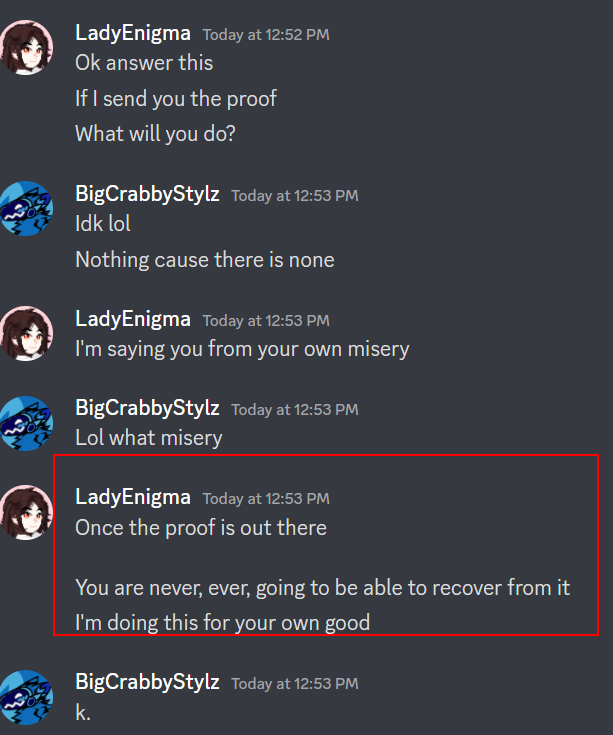 LadyEnigma Today at 12:52 PM
Ok answer this
If I send you the proof
What will you do?
BigCrabbyStylz Today at 12:53 PM
Idk lol
Nothing cause there is none
LadyEnigma Today at 12:53 PM
I'm saying you from your own misery
BigCrabbyStylz Today at 12:53 PM
Lol what misery
LadyEnigma Today at 12:53 PM
Once the proof is out there
You are never, ever, going to be able to recover from it
I'm doing this for your own good
BigCrabbyStylz Today at 12:53 PM
k.